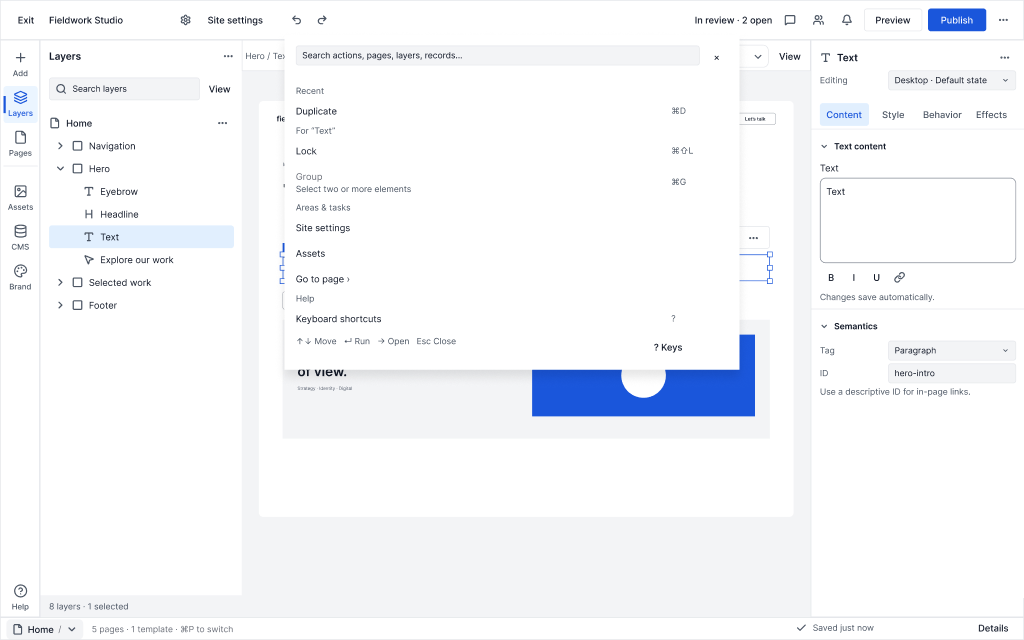 Exit Fieldwork Studio Site settings In review · 2 open Preview Publish
Add
Layers
Pages
Assets
CMS
Brand
Help
Layers
Search layers View
Home
Navigation
Hero
Eyebrow
Headline
Text
Explore our work
Selected work
Footer
8 layers · 1 selected
Hero / View
Let's talk
Search actions, pages, layers, records... ×
Recent
Duplicate ⌘D
For “Text”
Lock ⌘⇧L
Group ⌘G
Select two or more elements
Areas & tasks
Site settings
Assets
Go to page ›
Help
Keyboard shortcuts ?
↑ ↓ Move ↵ Run → Open Esc Close
? Keys
of view.
Strategy · Identity · Digital
Text
Editing Desktop · Default state
Content Style Behavior Effects
Text content
Text
Text
B I U
Changes save automatically.
Semantics
Tag Paragraph
ID hero-intro
Use a descriptive ID for in-page links.
Home / 5 pages · 1 template · ⌘P to switch Saved just now Details